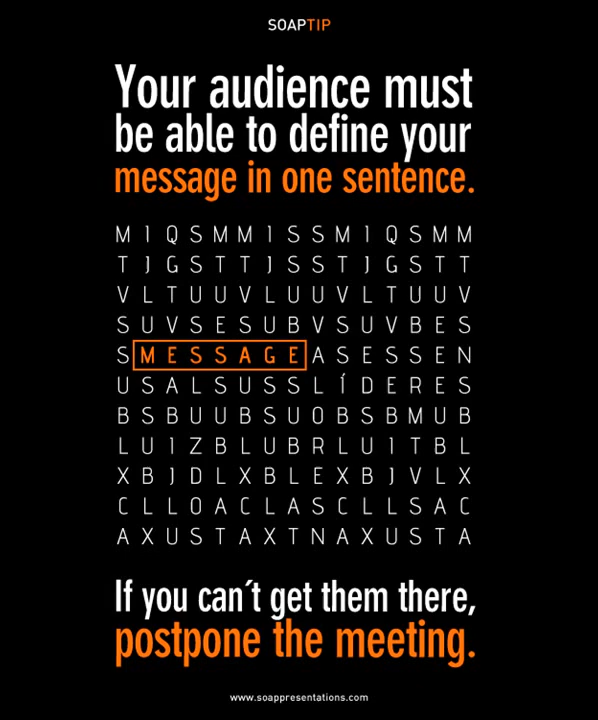 SOAPTIP
Your audience must
be able to define your
message in one sentence.
M I Q S M M I S S M I Q S M M
T J G S T T J S S T J G S T T
V L T U U V L U U V L T U U V
S U V S E S U B V S U V B E S
S M E S S A G E A S E S S E N
U S A L S U S S L Í D E R E S
B S B U U B S U O B S B M U B
L U I Z B L U B R L U I T B L
X B J D L X B L E X B J V L X
C L L O A C L A S C L L S A C
A X U S T A X T N A X U S T A
If you can´t get them there,
postpone the meeting.
www.soappresentations.com